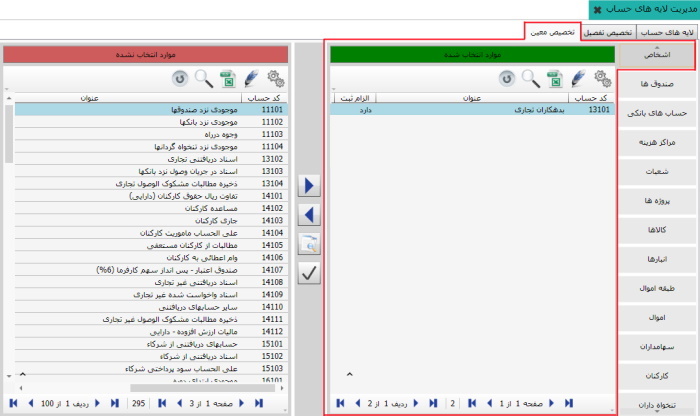 مدیریت لایه های حساب
لایه های حساب
تخصیص تفصیل
تخصیص معین
اشخاص
صندوق ها
حساب های بانکی
مراکز هزینه
شعبات
پروژه ها
کالاها
انبارها
طبقه اموال
اموال
سهامداران
کارکنان
تنخواه داران
موارد انتخاب شده
کد حساب عنوان الزام ثبت
13101 بدهکاران تجاری دارد
صفحه 1 از 1
ردیف 1 از 2
2
موارد انتخاب نشده
کد حساب عنوان
11101 موجودی نزد صندوقها
11102 موجودی نزد بانکها
11103 وجوه درراه
11104 موجودی نزد تنخواه گردانها
13102 اسناد دریافتنی تجاری
13103 اسناد در جریان وصول نزد بانکها
13104 ذخیره مطالبات مشکوک الوصول تجاری
14101 تفاوت ریال حقوق کارکنان (دارایی)
14102 مساعده کارکنان
14103 جاری کارکنان
14104 علی الحساب ماموریت کارکنان
14105 مطالبات از کارکنان مستعفی
14106 وام اعطائی به کارکنان
14107 صندوق اعتبار - پس انداز سهم کارفرما (6%)
14108 اسناد دریافتنی غیر تجاری
14109 اسناد واخواست شده غیر تجاری
14110 سایر حسابهای دریافتنی
14111 ذخیره مطالبات مشکوک الوصول غیر تجاری
14112 مالیات ارزش افزوده - دارایی
15101 حسابهای دریافتنی از شرکاء
15102 اسناد دریافتنی از شرکاء
15103 علی الحساب سود پرداختنی شرکاء
16101
صفحه 1 از 3
295
ردیف 1 از 100